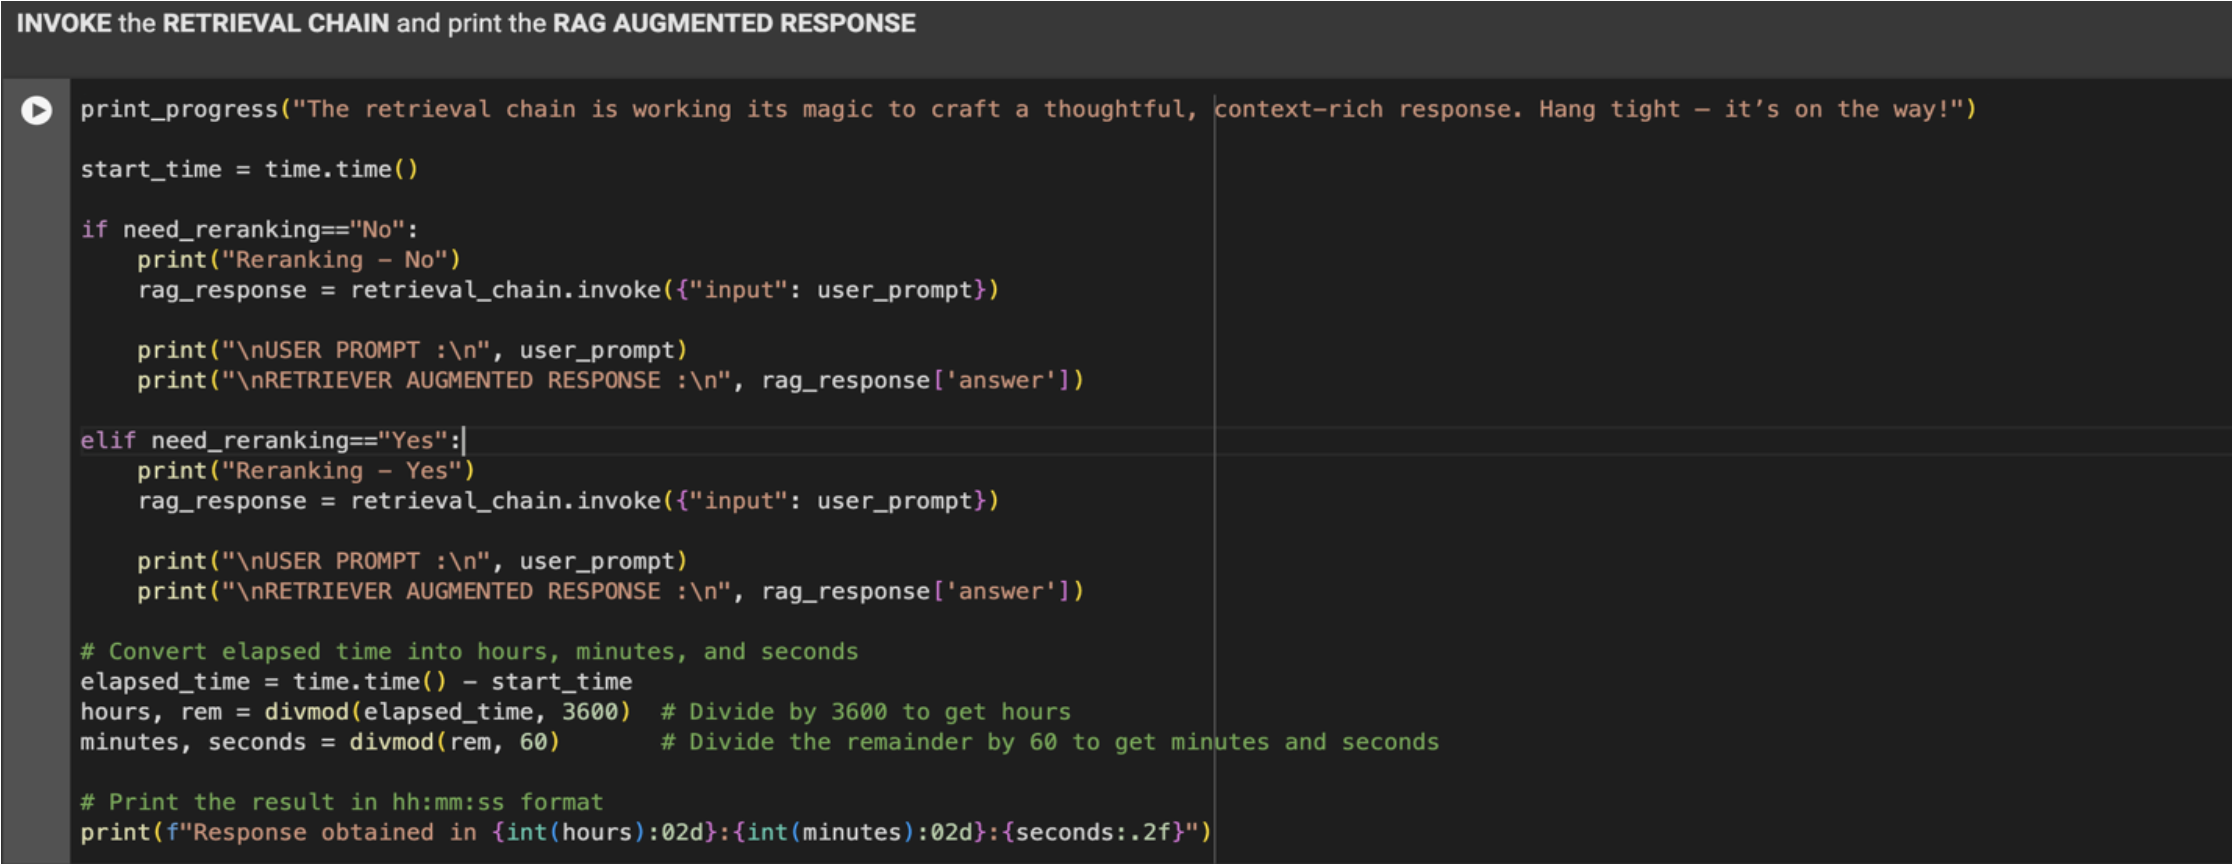 INVOKE the RETRIEVAL CHAIN and print the RAG AUGMENTED RESPONSE
print_progress("The retrieval chain is working its magic to craft a thoughtful, context-rich response. Hang tight – it’s on the way!")
start_time = time.time()
if need_reranking=="No":
    print("Reranking - No")
    rag_response = retrieval_chain.invoke({"input": user_prompt})
    print("\nUSER PROMPT :\n", user_prompt)
    print("\nRETRIEVER AUGMENTED RESPONSE :\n", rag_response['answer'])
elif need_reranking=="Yes":
    print("Reranking - Yes")
    rag_response = retrieval_chain.invoke({"input": user_prompt})
    print("\nUSER PROMPT :\n", user_prompt)
    print("\nRETRIEVER AUGMENTED RESPONSE :\n", rag_response['answer'])
# Convert elapsed time into hours, minutes, and seconds
elapsed_time = time.time() - start_time
hours, rem = divmod(elapsed_time, 3600)  # Divide by 3600 to get hours
minutes, seconds = divmod(rem, 60)       # Divide the remainder by 60 to get minutes and seconds
# Print the result in hh:mm:ss format
print(f"Response obtained in {int(hours):02d}:{int(minutes):02d}:{seconds:.2f}")